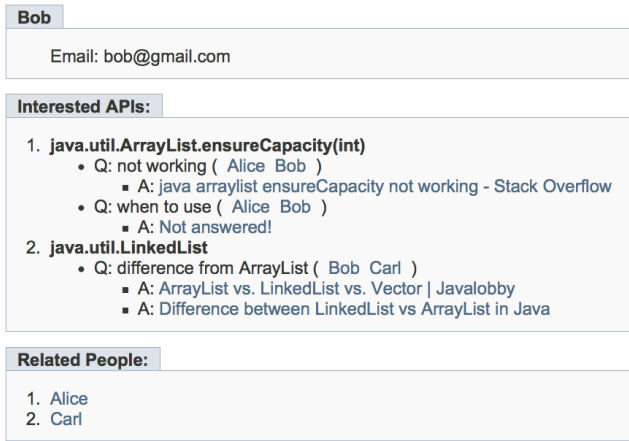 Bob
Email: bob@gmail.com
Interested APIs:
1. java.util.ArrayList.ensureCapacity(int)
• Q: not working ( Alice Bob )
▪ A: java arraylist ensureCapacity not working - Stack Overflow
• Q: when to use ( Alice Bob )
▪ A: Not answered!
2. java.util.LinkedList
• Q: difference from ArrayList ( Bob Carl )
▪ A: ArrayList vs. LinkedList vs. Vector | Javalobby
▪ A: Difference between LinkedList vs ArrayList in Java
Related People:
1. Alice
2. Carl